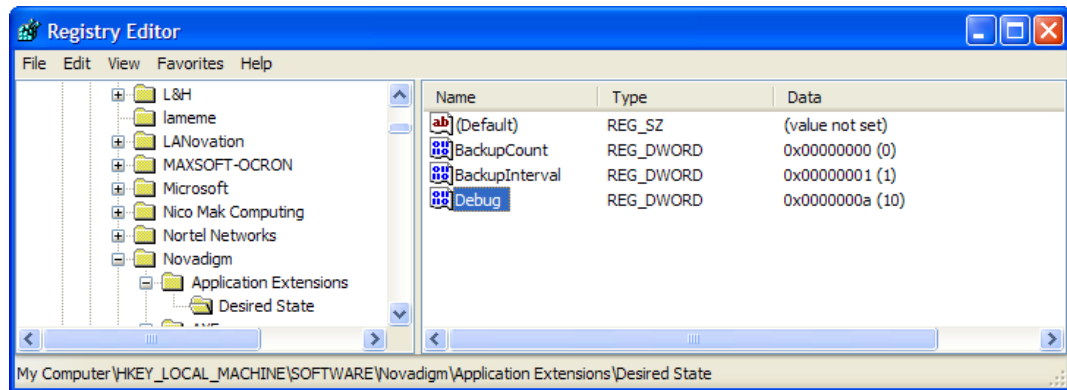 Registry Editor
File Edit View Favorites Help
L&H
lameme
LANovation
MAXSOFT-OCRON
Microsoft
Nico Mak Computing
Nortel Networks
Novadigm
Application Extensions
Desired State
Name Type Data
(Default) REG_SZ (value not set)
BackupCount REG_DWORD 0x00000000 (0)
BackupInterval REG_DWORD 0x00000001 (1)
Debug REG_DWORD 0x0000000a (10)
My Computer\HKEY_LOCAL_MACHINE\SOFTWARE\Novadigm\Application Extensions\Desired State